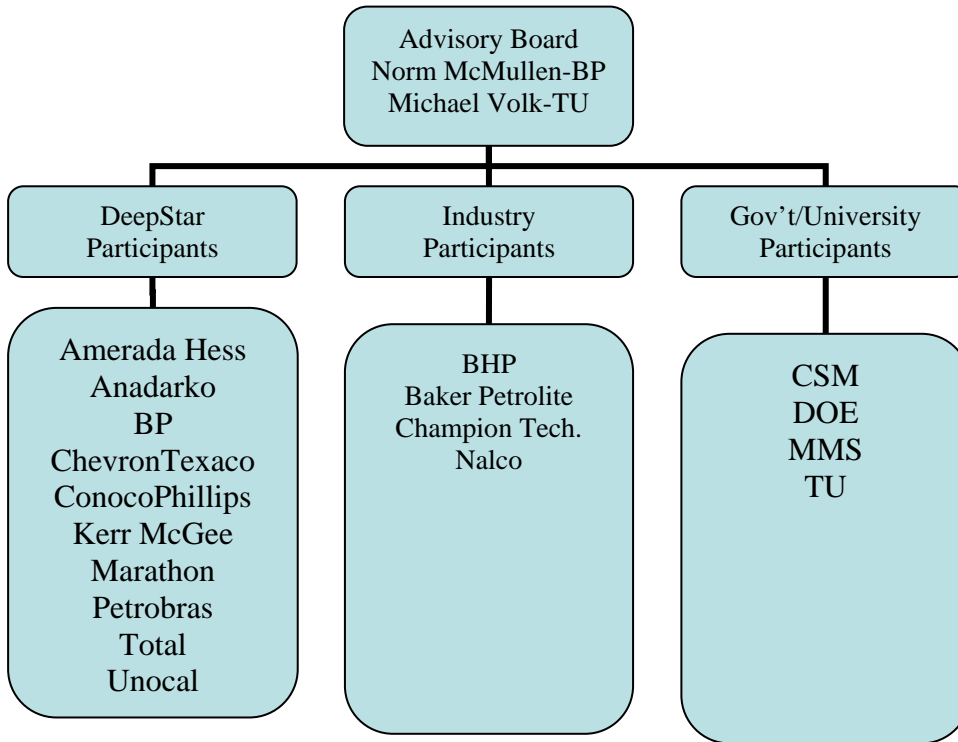 Advisory Board
Norm McMullen-BP
Michael Volk-TU
DeepStar
Participants
Industry
Participants
Gov’t/University
Participants
Amerada Hess
Anadarko
BP
ChevronTexaco
ConocoPhillips
Kerr McGee
Marathon
Petrobras
Total
Unocal
BHP
Baker Petrolite
Champion Tech.
Nalco
CSM
DOE
MMS
TU